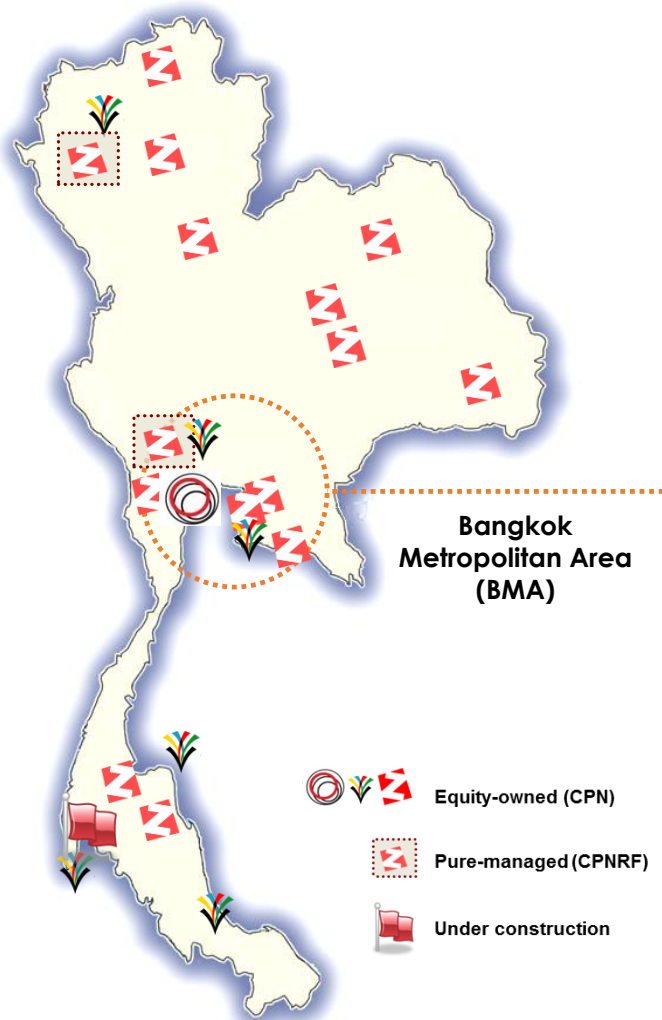 Bangkok
Metropolitan Area
(BMA)
Equity-owned (CPN)
Pure-managed (CPNRF)
Under construction